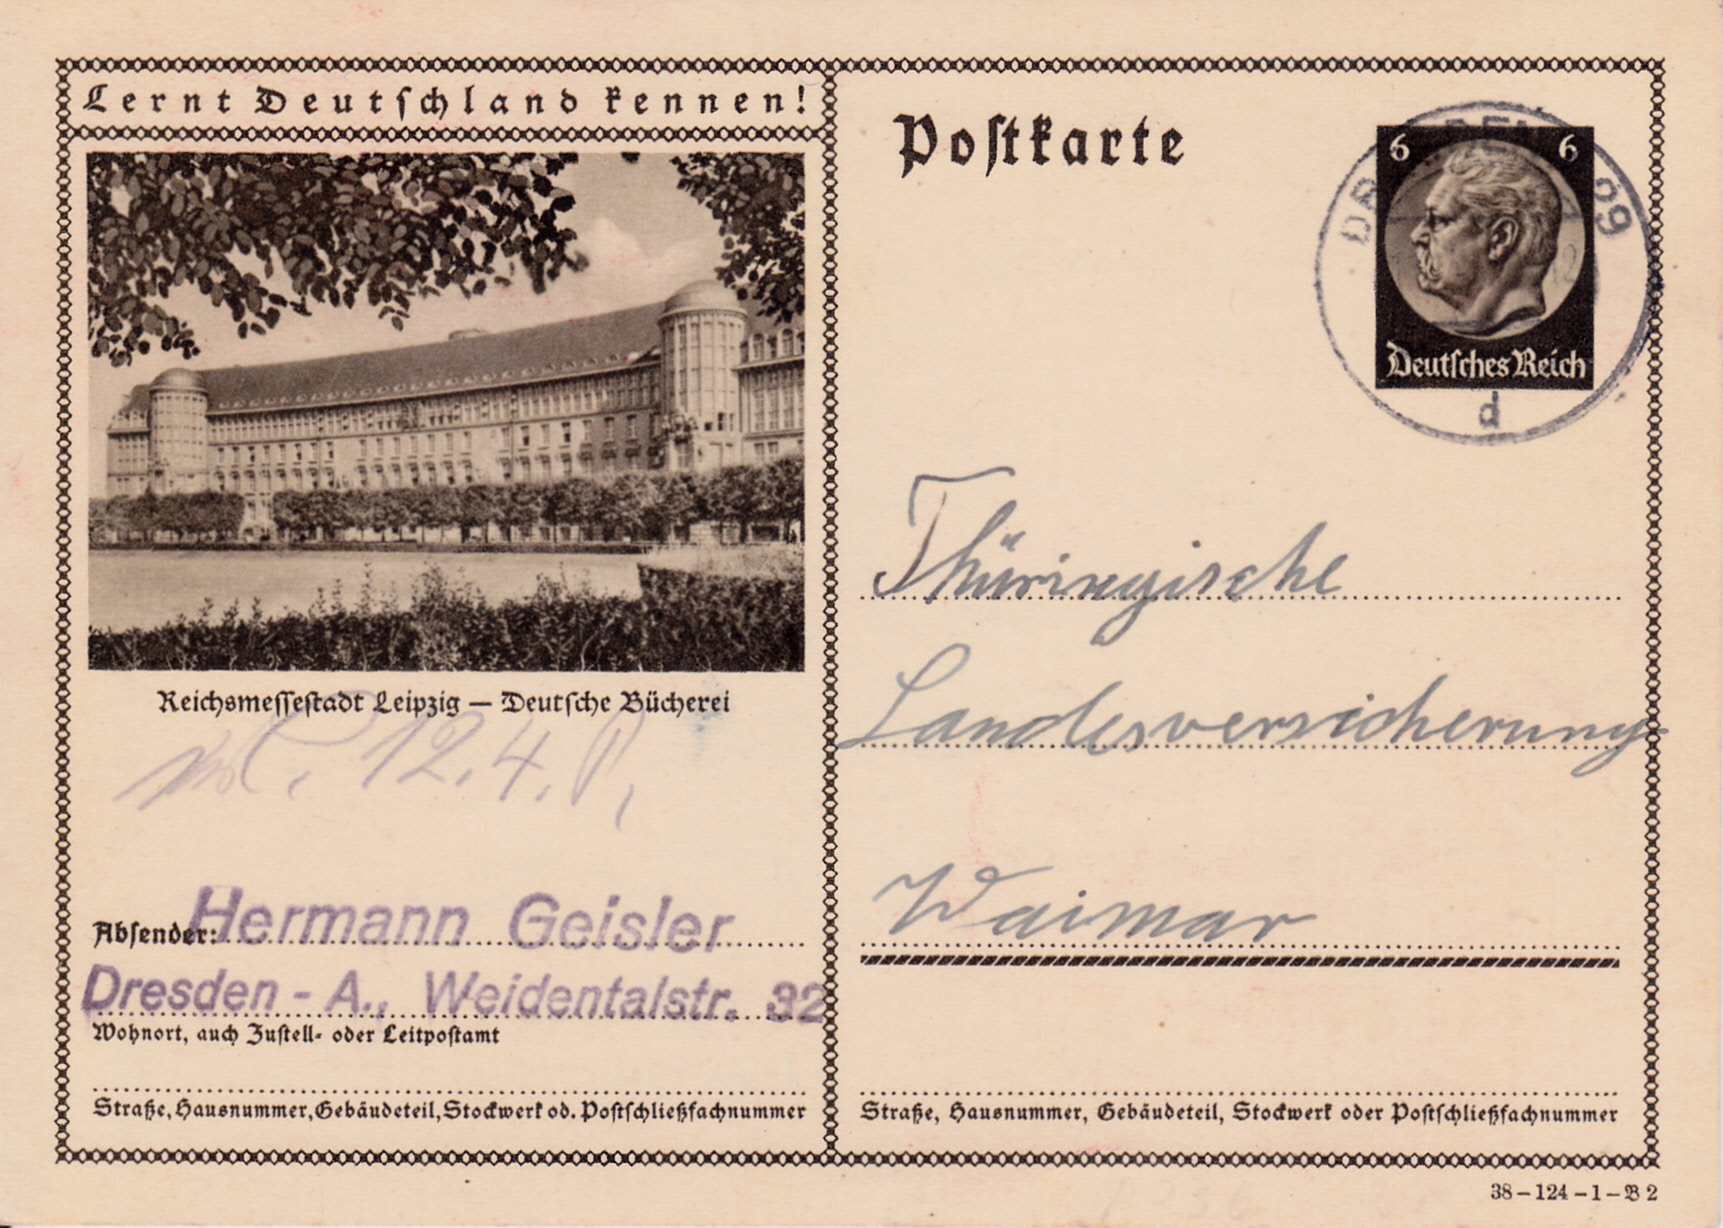 Lernt Deutschland kennen!
Reichsmessestadt Leipzig — Deutsche Bücherei
12.4.
Absender: Hermann Geisler
Dresden - A., Weidentalstr. 32
Wohnort, auch Zustell- oder Leitpostamt
Straße, Hausnummer, Gebäudeteil, Stockwerk od. Postschließfachnummer
Postkarte
6 6
Deutsches Reich
d
Thüringische
Landesversicherung
Waimar
Straße, Hausnummer, Gebäudeteil, Stockwerk oder Postschließfachnummer
38–124–1–B 2